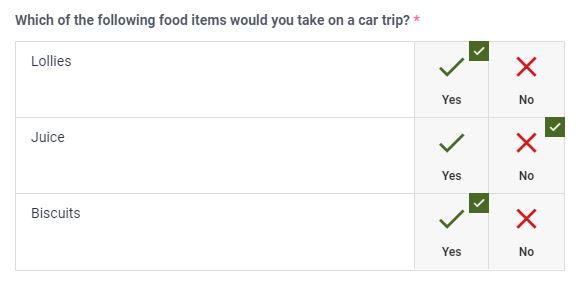 Which of the following food items would you take on a car trip? *
Lollies
Yes No
Juice
Yes No
Biscuits
Yes No